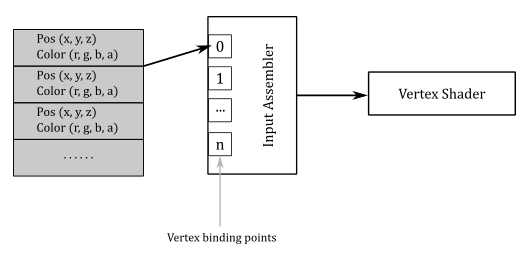 Pos (x, y, z)
Color (r, g, b, a)
Pos (x, y, z)
Color (r, g, b, a)
Pos (x, y, z)
Color (r, g, b, a)
......
0
1
...
n
Input Assembler
Vertex Shader
Vertex binding points